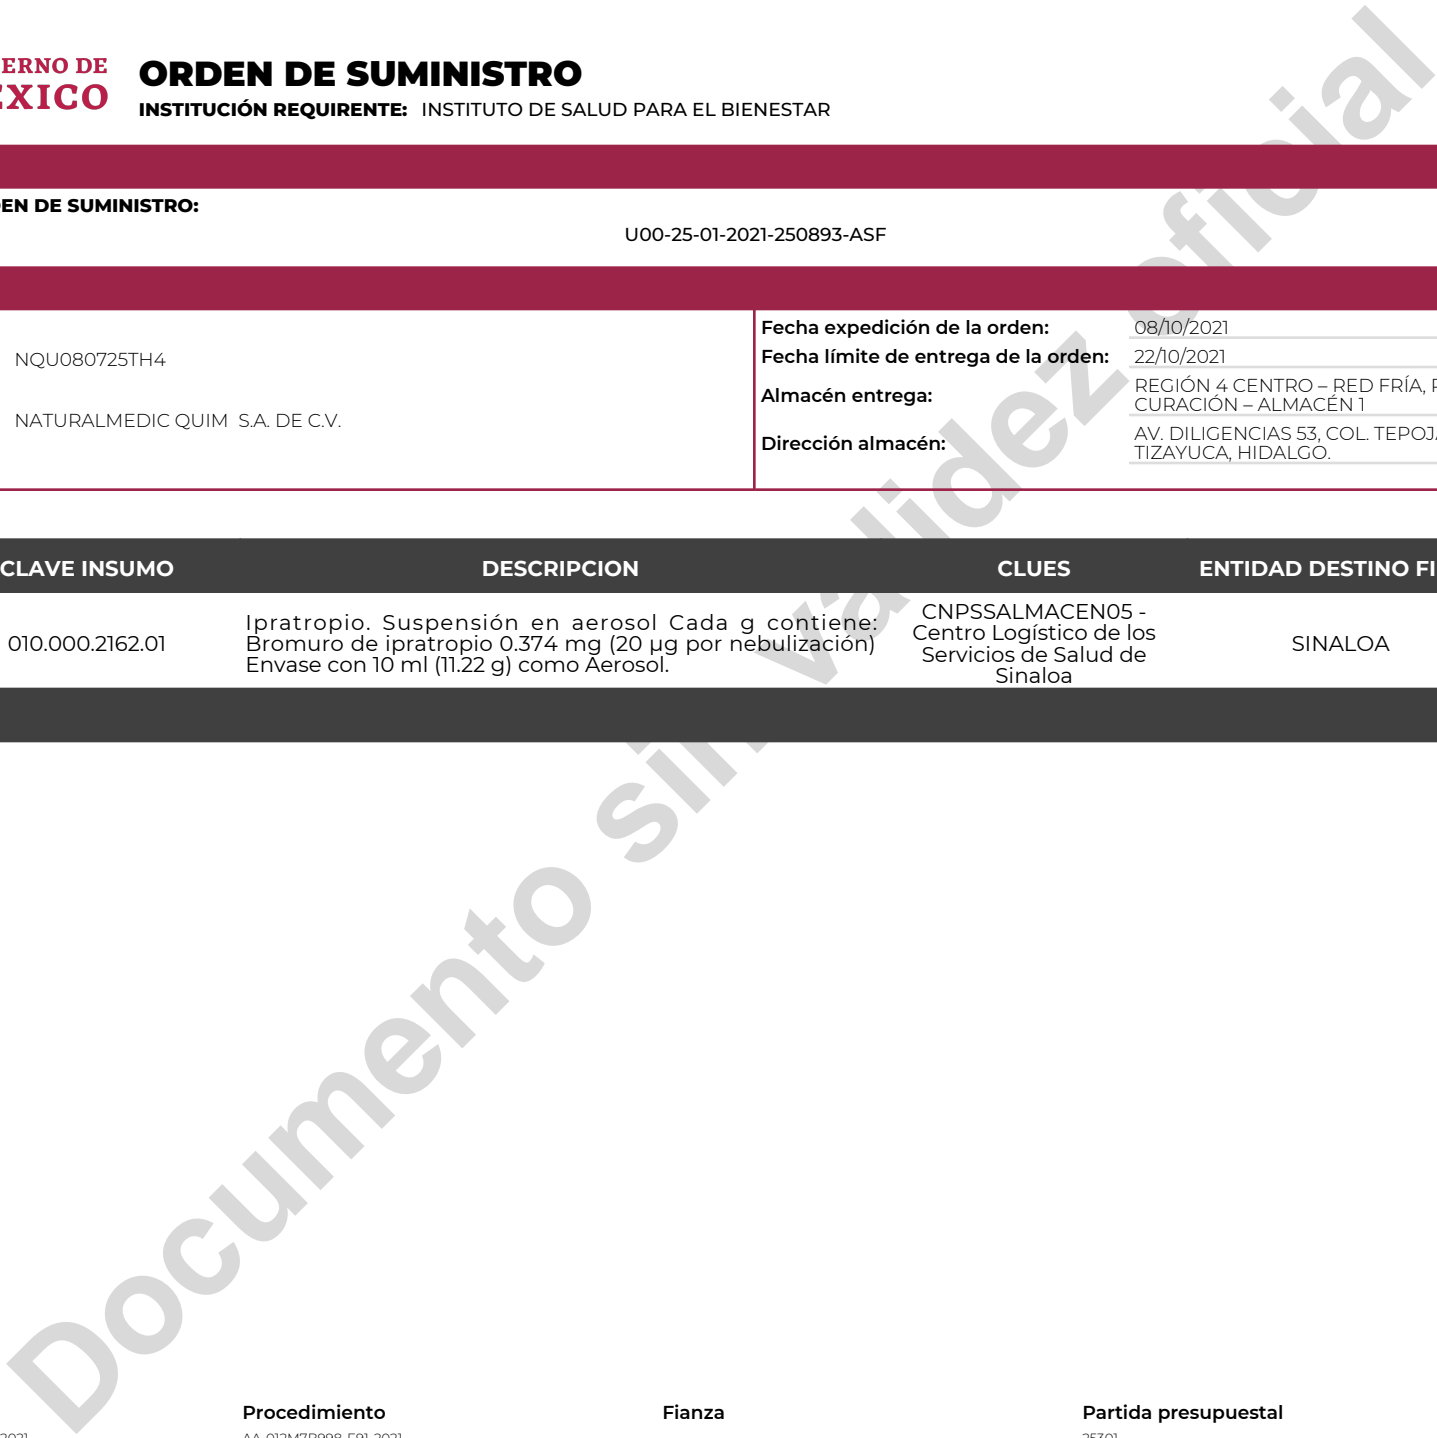 ERNO DE
ORDEN DE SUMINISTRO
INSTITUCIÓN REQUIRENTE: INSTITUTO DE SALUD PARA EL BIENESTAR
EN DE SUMINISTRO:
U00-25-01-2021-250893-ASF
NQU080725TH4
NATURALMEDIC QUIM S.A. DE C.V.
Fecha expedición de la orden: 08/10/2021
Fecha límite de entrega de la orden: 22/10/2021
Almacén entrega: REGIÓN 4 CENTRO – RED FRÍA,
CURACIÓN – ALMACÉN 1
Dirección almacén: AV. DILIGENCIAS 53, COL. TEPOJ
TIZAYUCA, HIDALGO.
CLAVE INSUMO DESCRIPCION CLUES ENTIDAD DESTINO FI
010.000.2162.01
Ipratropio. Suspensión en aerosol Cada g contiene:
Bromuro de ipratropio 0.374 mg (20 µg por nebulización)
Envase con 10 ml (11.22 g) como Aerosol.
CNPSSALMACEN05 -
Centro Logístico de los
Servicios de Salud de
Sinaloa
SINALOA
Documento sin validez oficial
Procedimiento Fianza Partida presupuestal